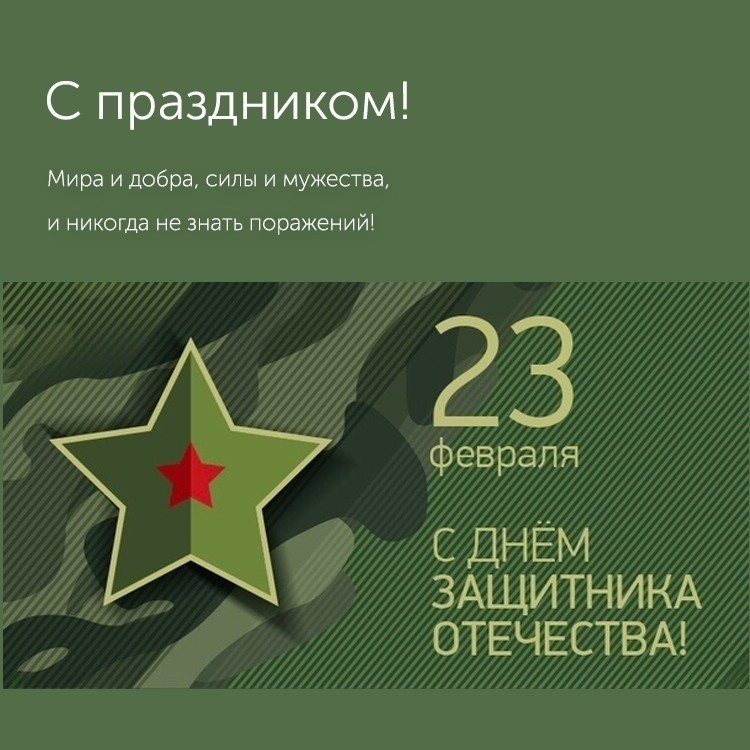 С праздником!
Мира и добра, силы и мужества,
и никогда не знать поражений!
23
февраля
С ДНЁМ
ЗАЩИТНИКА
ОТЕЧЕСТВА!